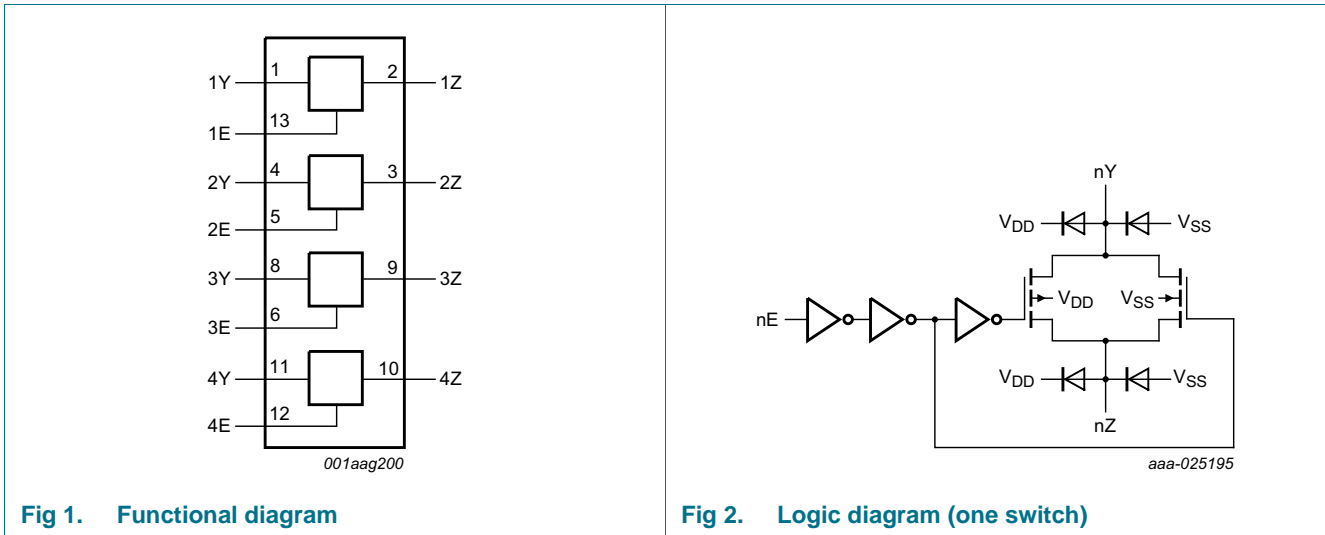 1Y 1 2 1Z
1E 13
2Y 4 3 2Z
2E 5
3Y 8 9 3Z
3E 6
4Y 11 10 4Z
4E 12
001aag200
Fig 1. Functional diagram
nY
VDD VSS
VDD VSS
nE
VDD VSS
nZ
aaa-025195
Fig 2. Logic diagram (one switch)